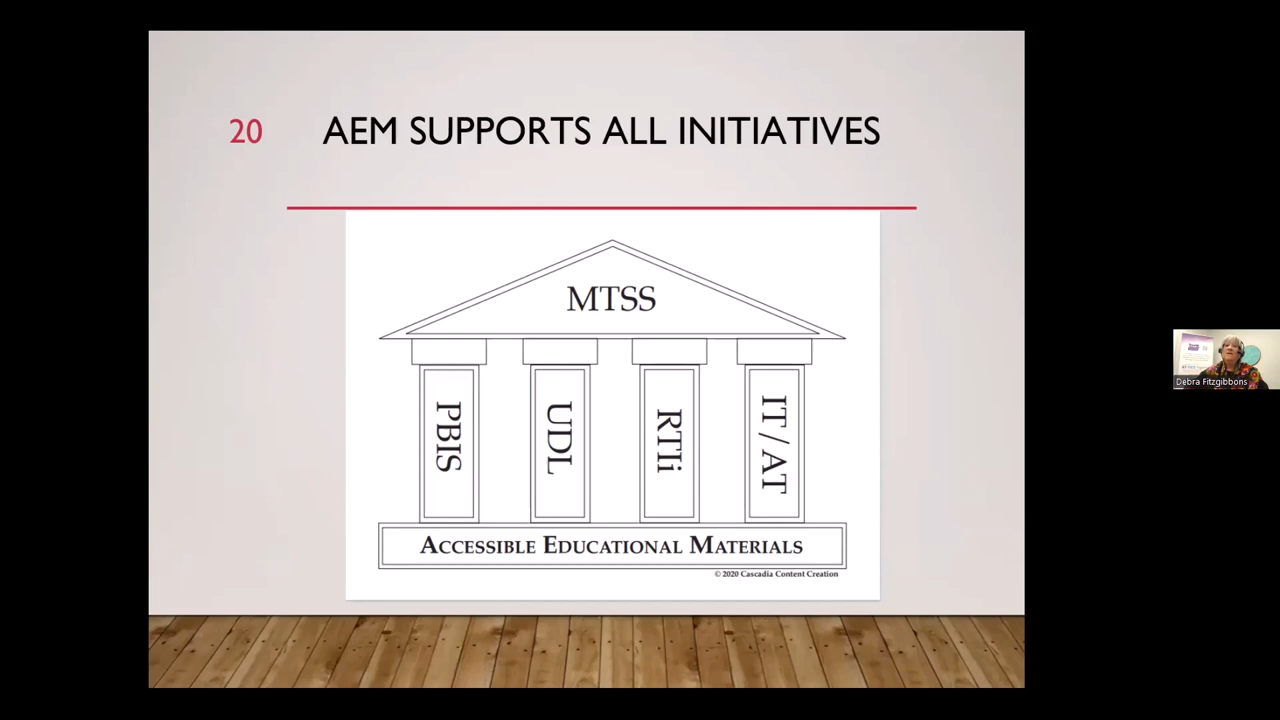 20 AEM SUPPORTS ALL INITIATIVES
MTSS
PBIS
UDL
RTIi
IT / AT
ACCESSIBLE EDUCATIONAL MATERIALS
© 2020 Cascadia Content Creation
Debra Fitzgibbons